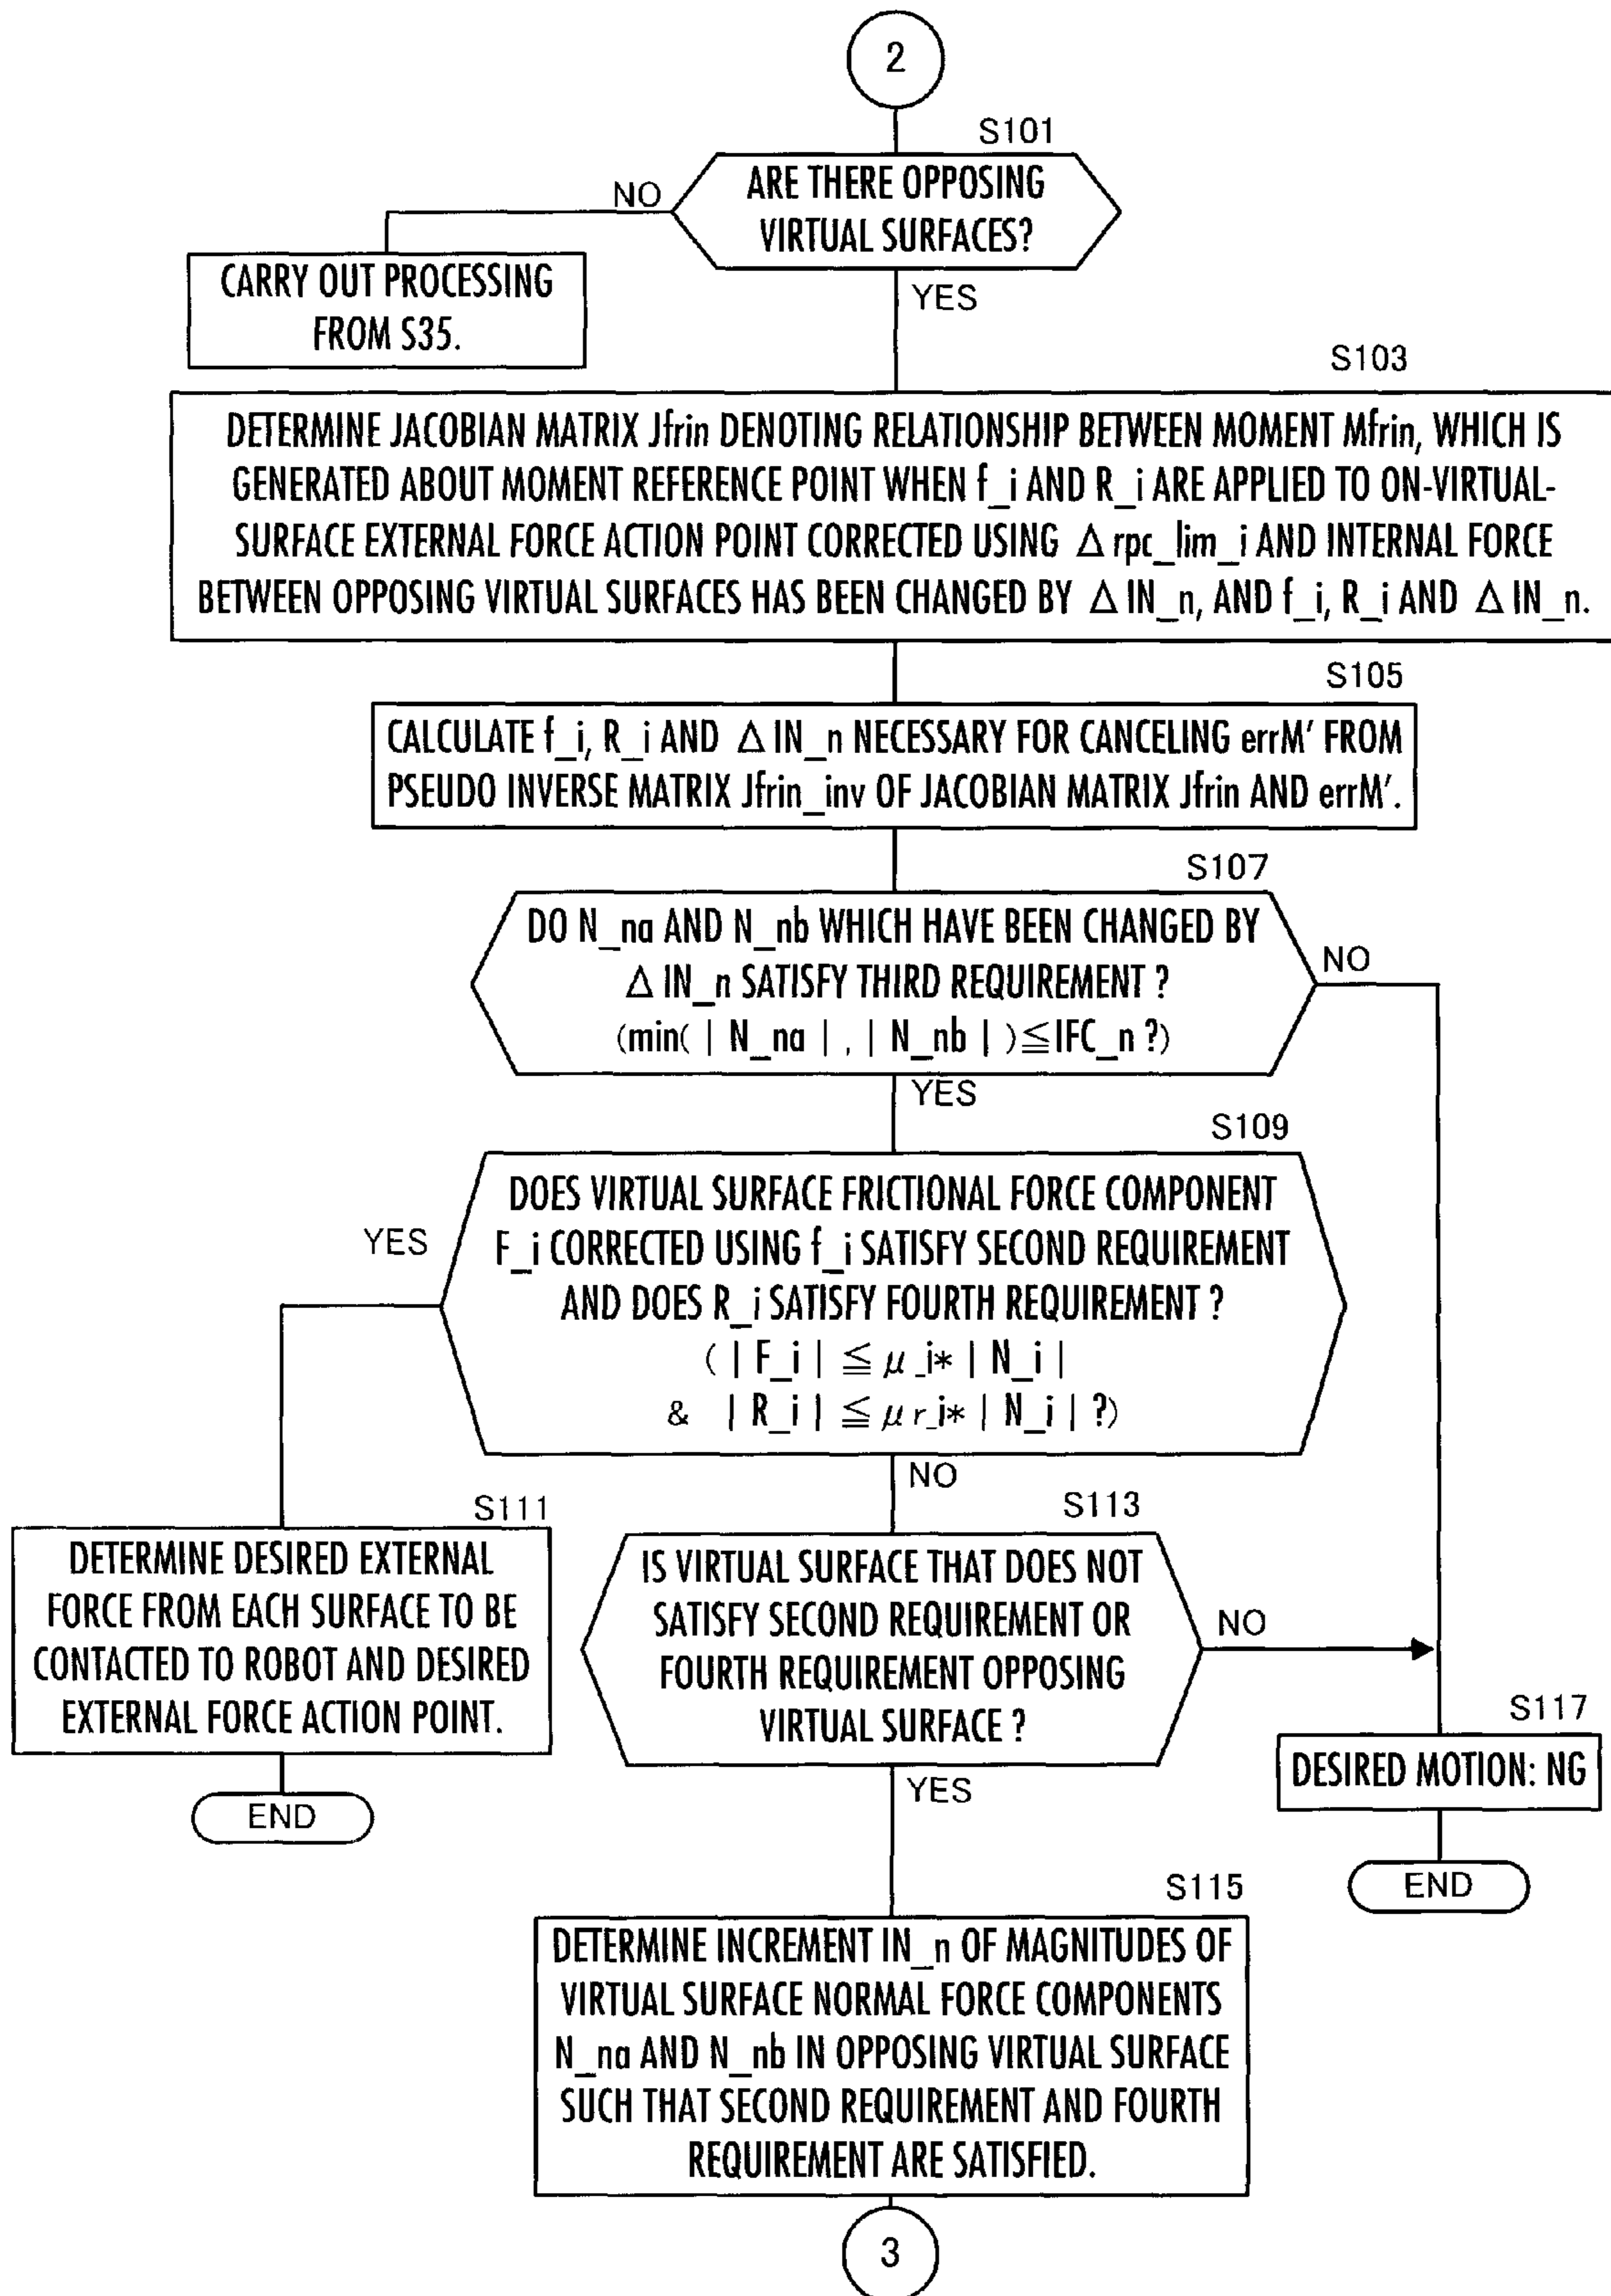 2
S101
ARE THERE OPPOSING
VIRTUAL SURFACES?
NO
CARRY OUT PROCESSING
FROM S35.
YES
S103
DETERMINE JACOBIAN MATRIX Jfrin DENOTING RELATIONSHIP BETWEEN MOMENT Mfrin, WHICH IS
GENERATED ABOUT MOMENT REFERENCE POINT WHEN f_i AND R_i ARE APPLIED TO ON-VIRTUAL-
SURFACE EXTERNAL FORCE ACTION POINT CORRECTED USING Δrpc_lim_i AND INTERNAL FORCE
BETWEEN OPPOSING VIRTUAL SURFACES HAS BEEN CHANGED BY ΔIN_n, AND f_i, R_i AND ΔIN_n.
S105
CALCULATE f_i, R_i AND ΔIN_n NECESSARY FOR CANCELING errM' FROM
PSEUDO INVERSE MATRIX Jfrin_inv OF JACOBIAN MATRIX Jfrin AND errM'.
S107
DO N_na AND N_nb WHICH HAVE BEEN CHANGED BY
ΔIN_n SATISFY THIRD REQUIREMENT ?
(min( | N_na | , | N_nb | )≦IFC_n ?)
NO
YES
S109
DOES VIRTUAL SURFACE FRICTIONAL FORCE COMPONENT
F_i CORRECTED USING f_i SATISFY SECOND REQUIREMENT
AND DOES R_i SATISFY FOURTH REQUIREMENT ?
( | F_i | ≦ μ_i* | N_i |
& | R_i | ≦ μr_i* | N_i | ?)
YES
NO
S111
DETERMINE DESIRED EXTERNAL
FORCE FROM EACH SURFACE TO BE
CONTACTED TO ROBOT AND DESIRED
EXTERNAL FORCE ACTION POINT.
END
S113
IS VIRTUAL SURFACE THAT DOES NOT
SATISFY SECOND REQUIREMENT OR
FOURTH REQUIREMENT OPPOSING
VIRTUAL SURFACE ?
NO
YES
S117
DESIRED MOTION: NG
END
S115
DETERMINE INCREMENT IN_n OF MAGNITUDES OF
VIRTUAL SURFACE NORMAL FORCE COMPONENTS
N_na AND N_nb IN OPPOSING VIRTUAL SURFACE
SUCH THAT SECOND REQUIREMENT AND FOURTH
REQUIREMENT ARE SATISFIED.
3